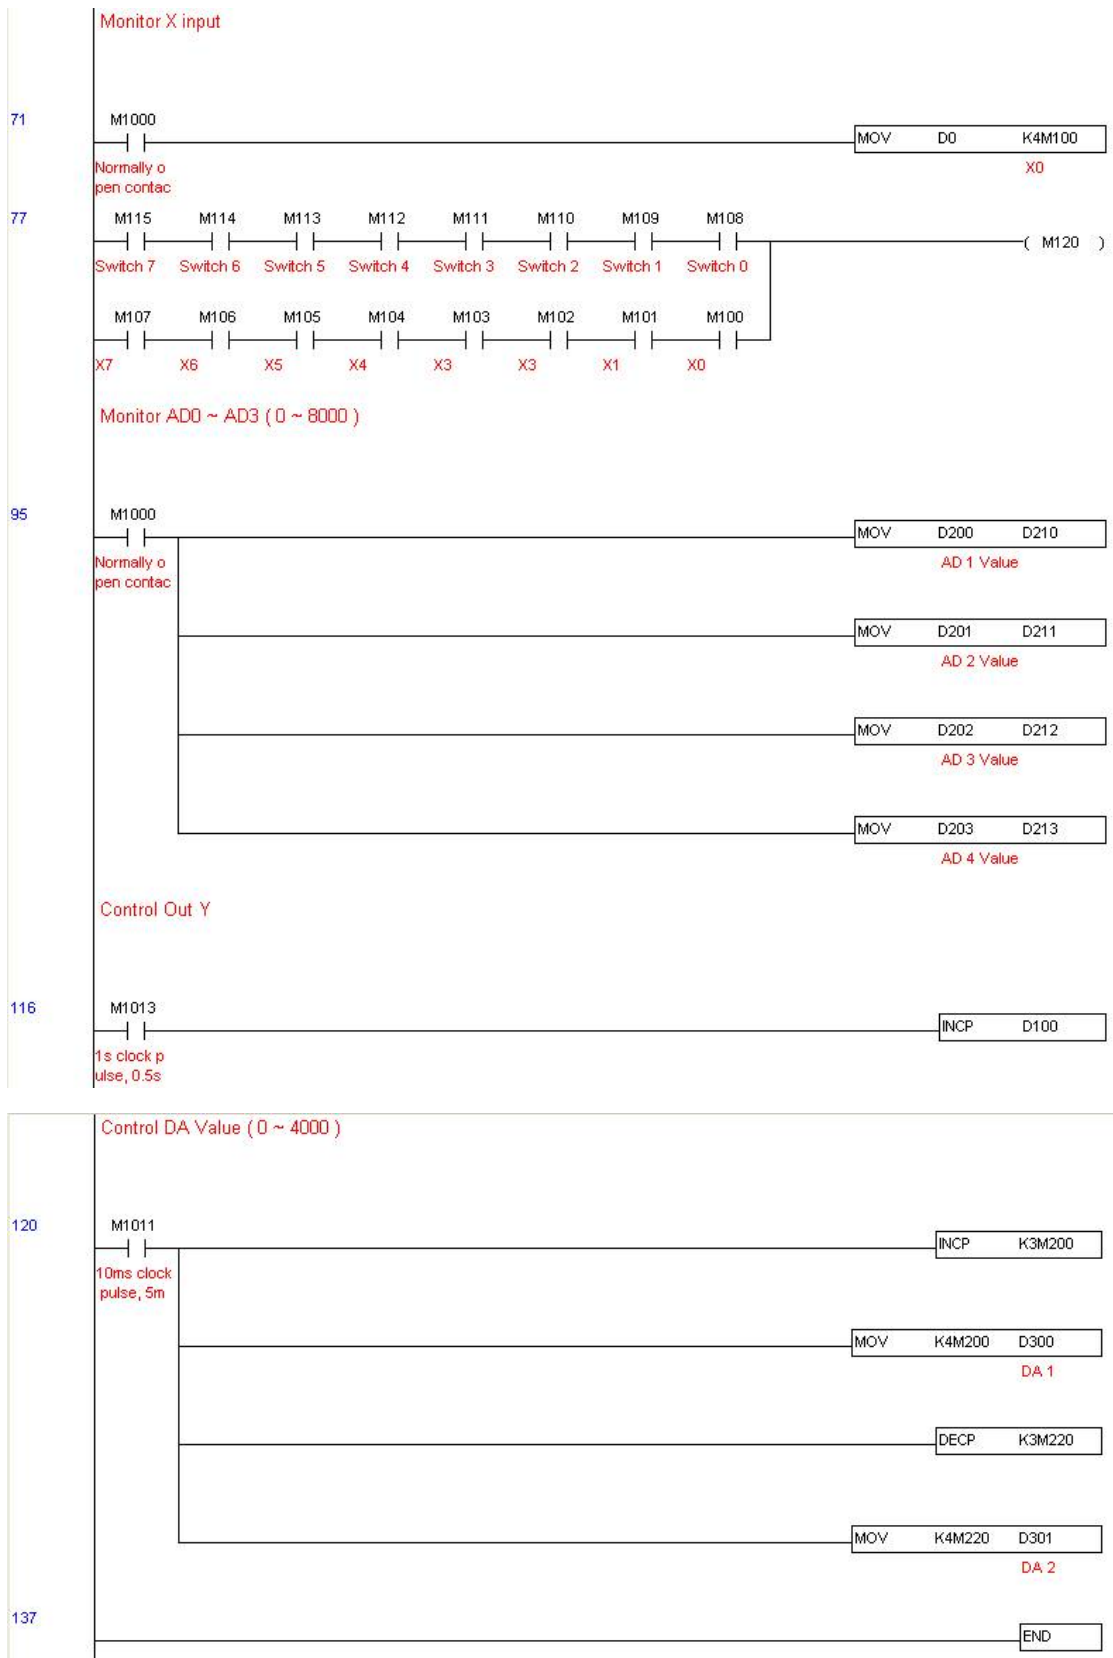 Monitor X input
71
M1000
MOV D0 K4M100
Normally o
pen contac
X0
77
M115 M114 M113 M112 M111 M110 M109 M108
( M120 )
Switch 7 Switch 6 Switch 5 Switch 4 Switch 3 Switch 2 Switch 1 Switch 0
M107 M106 M105 M104 M103 M102 M101 M100
X7 X6 X5 X4 X3 X3 X1 X0
Monitor AD0 ~ AD3 ( 0 ~ 8000 )
95
M1000
MOV D200 D210
Normally o
pen contac
AD 1 Value
MOV D201 D211
AD 2 Value
MOV D202 D212
AD 3 Value
MOV D203 D213
AD 4 Value
Control Out Y
116
M1013
INCP D100
1s clock p
ulse, 0.5s
Control DA Value ( 0 ~ 4000 )
120
M1011
INCP K3M200
10ms clock
pulse, 5m
MOV K4M200 D300
DA 1
DECP K3M220
MOV K4M220 D301
DA 2
137
END